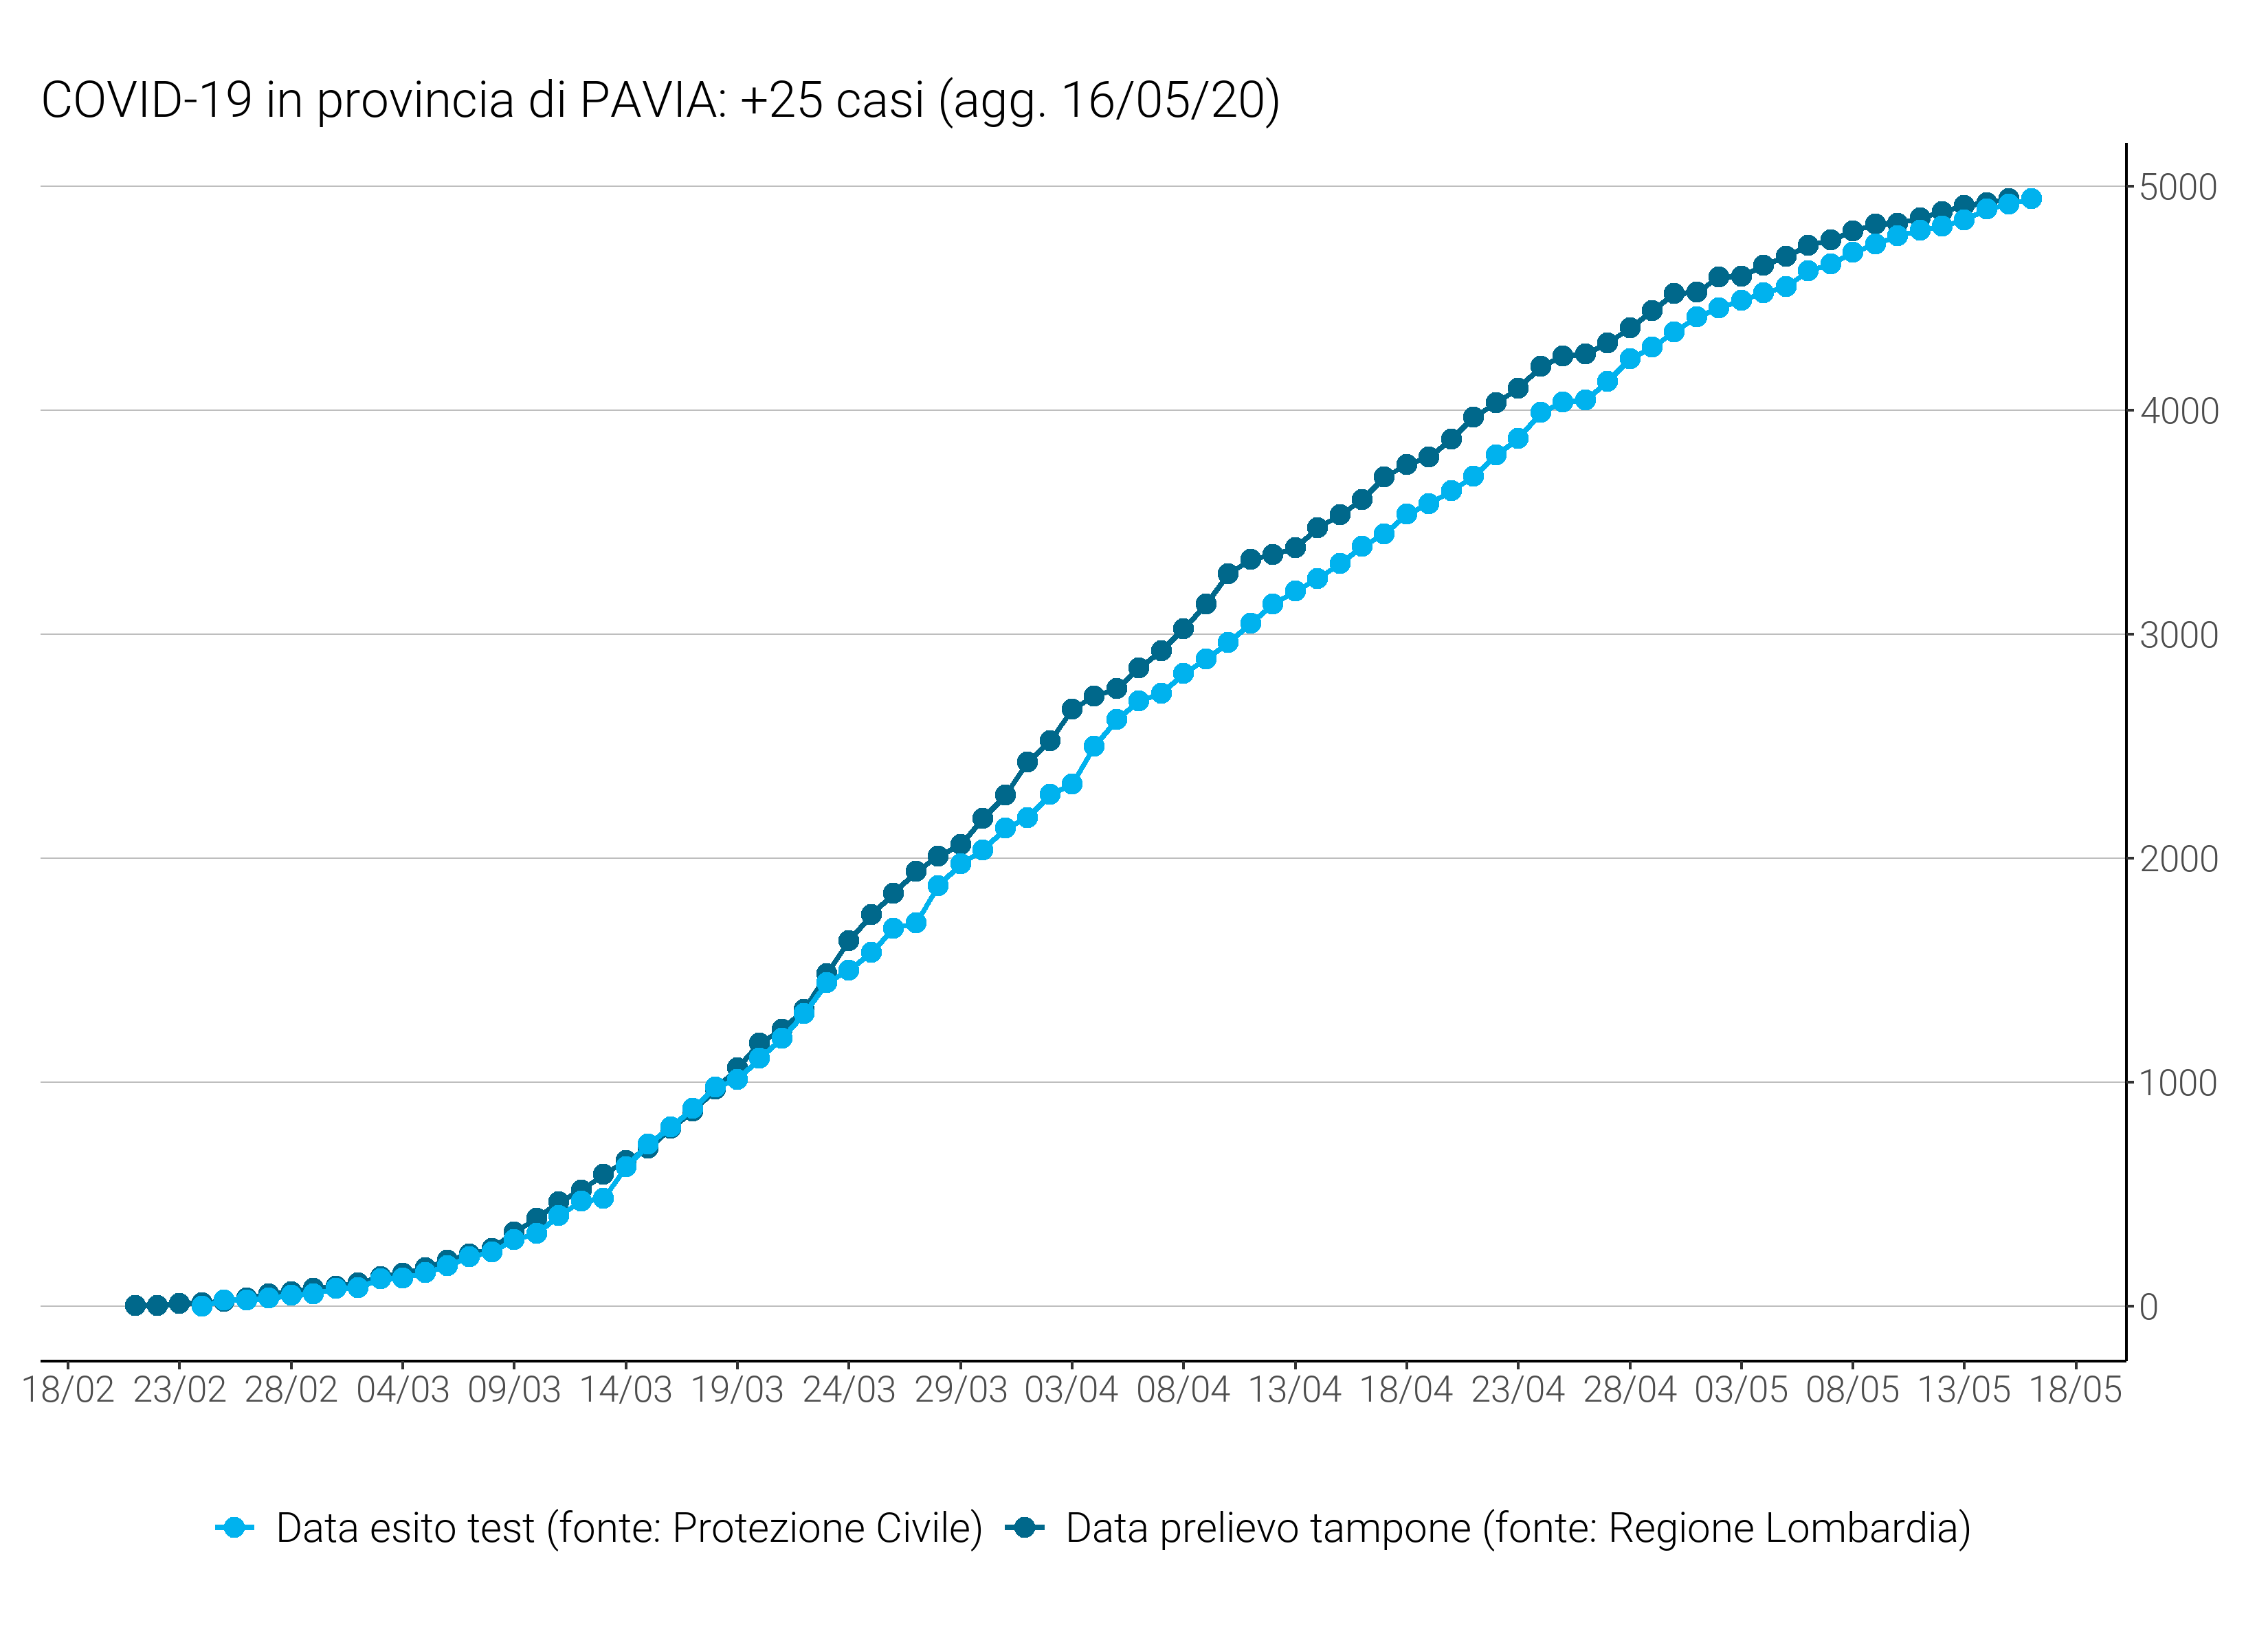 COVID-19 in provincia di PAVIA: +25 casi (agg. 16/05/20)
5000
4000
3000
2000
1000
0
18/02 23/02 28/02 04/03 09/03 14/03 19/03 24/03 29/03 03/04 08/04 13/04 18/04 23/04 28/04 03/05 08/05 13/05 18/05
Data esito test (fonte: Protezione Civile) Data prelievo tampone (fonte: Regione Lombardia)